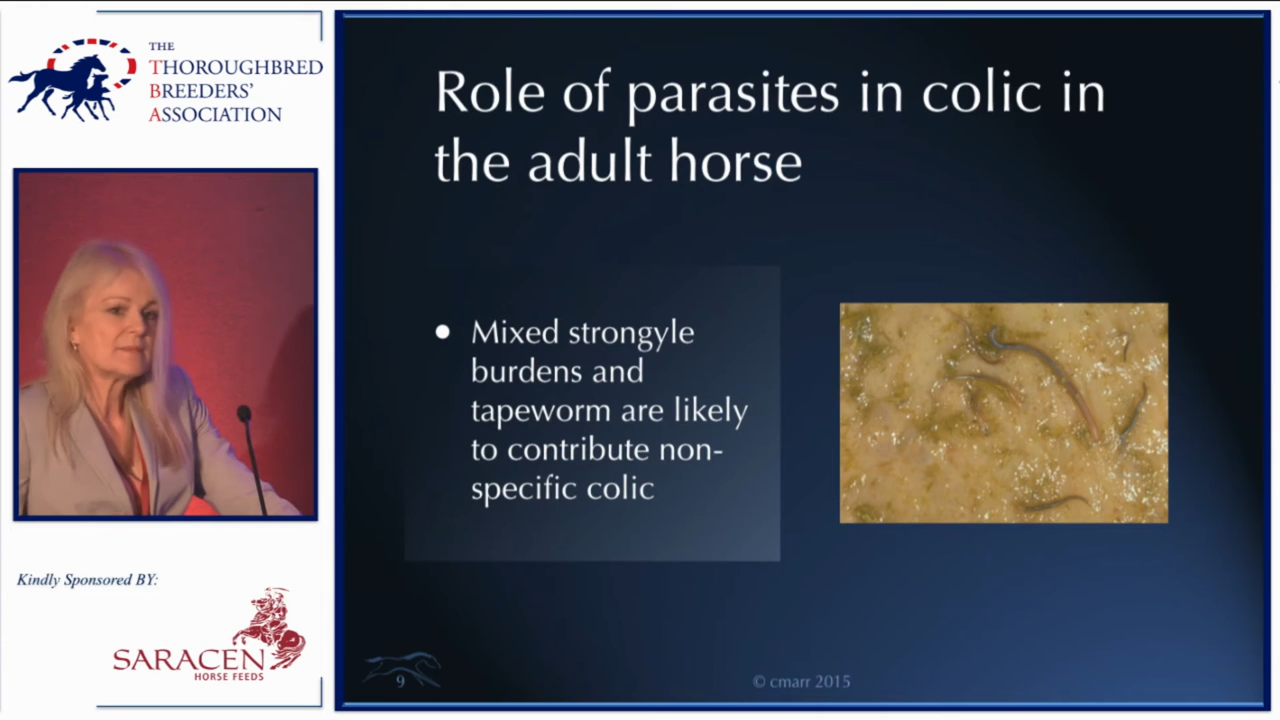 THE
THOROUGHBRED
BREEDERS'
ASSOCIATION
Kindly Sponsored BY:
SARACEN
HORSE FEEDS
Role of parasites in colic in
the adult horse
• Mixed strongyle
burdens and
tapeworm are likely
to contribute non-
specific colic
9
© cmarr 2015